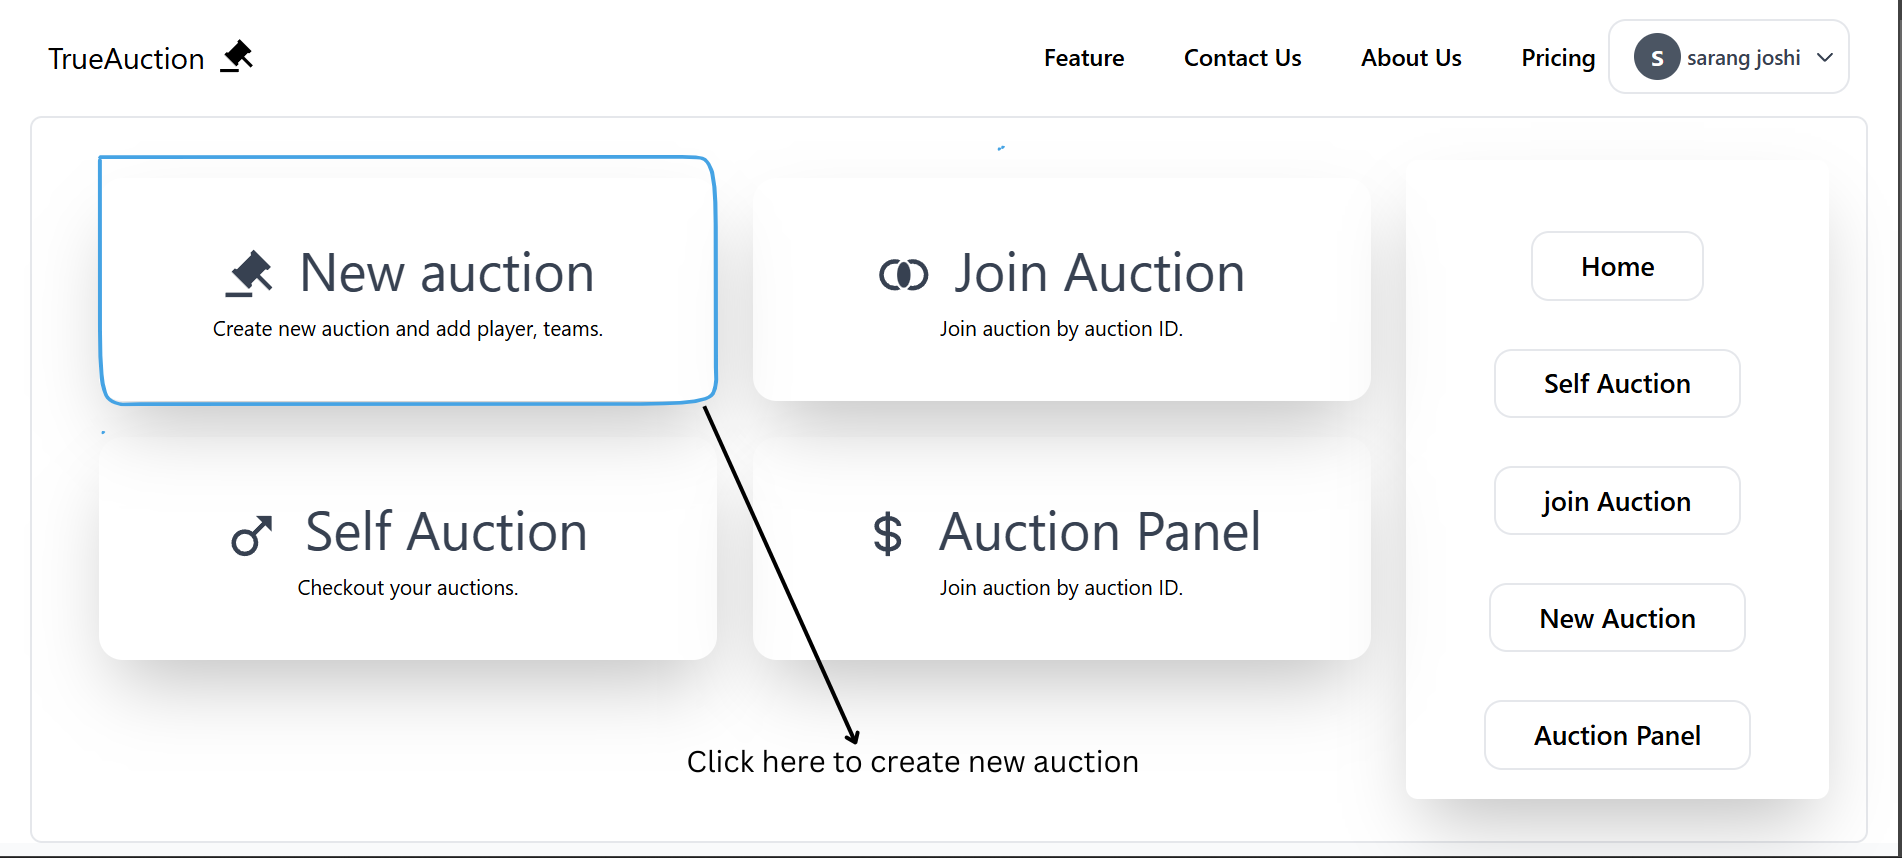 TrueAuction
Feature
Contact Us
About Us
Pricing
S
sarang joshi
New auction
Create new auction and add player, teams.
Join Auction
Join auction by auction ID.
Self Auction
Checkout your auctions.
$ Auction Panel
Join auction by auction ID.
Click here to create new auction
Home
Self Auction
join Auction
New Auction
Auction Panel